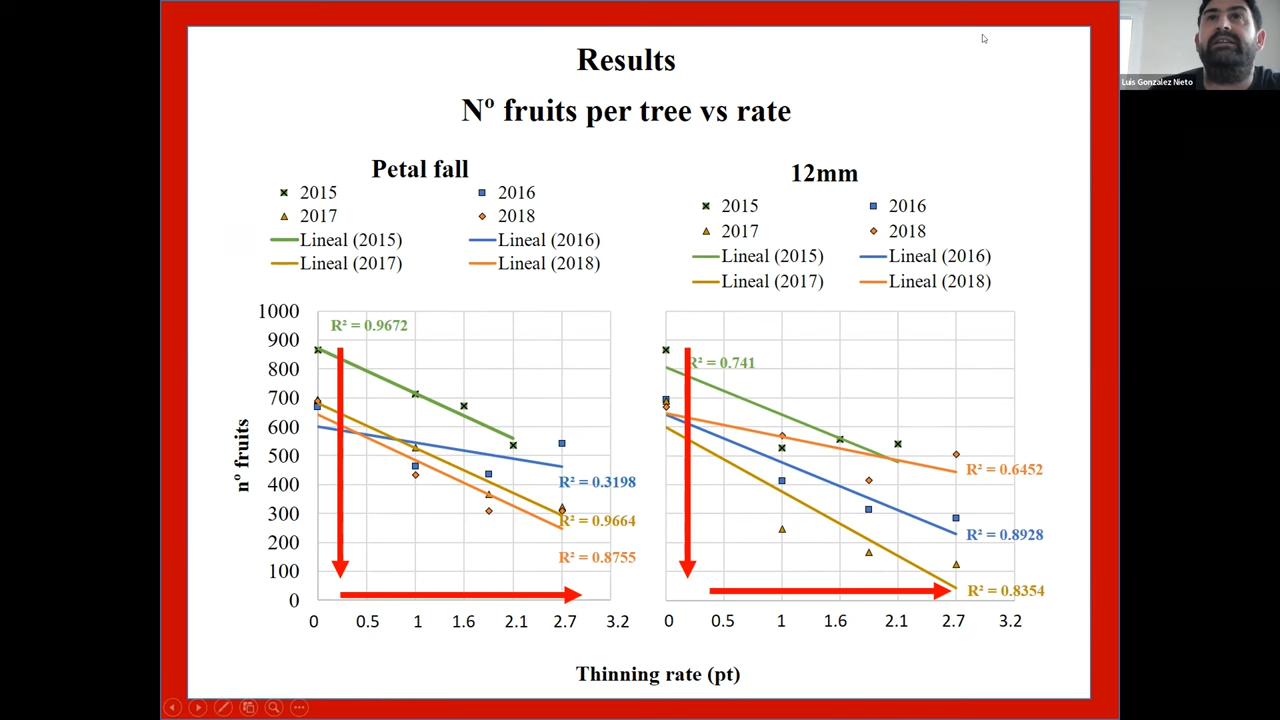 Luis Gonzalez Nieto
Results
Nº fruits per tree vs rate
Petal fall
2015
2016
2017
2018
Lineal (2015)
Lineal (2016)
Lineal (2017)
Lineal (2018)
1000
900
800
700
600
500
400
300
200
100
0
nº fruits
R² = 0.9672
R² = 0.3198
R² = 0.9664
R² = 0.8755
0 0.5 1 1.6 2.1 2.7 3.2
12mm
2015
2016
2017
2018
Lineal (2015)
Lineal (2016)
Lineal (2017)
Lineal (2018)
R² = 0.741
R² = 0.6452
R² = 0.8928
R² = 0.8354
0 0.5 1 1.6 2.1 2.7 3.2
Thinning rate (pt)